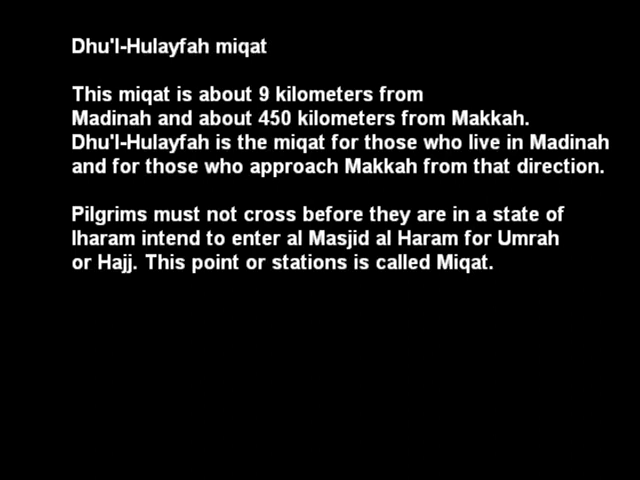 Dhu'l-Hulayfah miqat
This miqat is about 9 kilometers from
Madinah and about 450 kilometers from Makkah.
Dhu'l-Hulayfah is the miqat for those who live in Madinah
and for those who approach Makkah from that direction.
Pilgrims must not cross before they are in a state of
Iharam intend to enter al Masjid al Haram for Umrah
or Hajj. This point or stations is called Miqat.